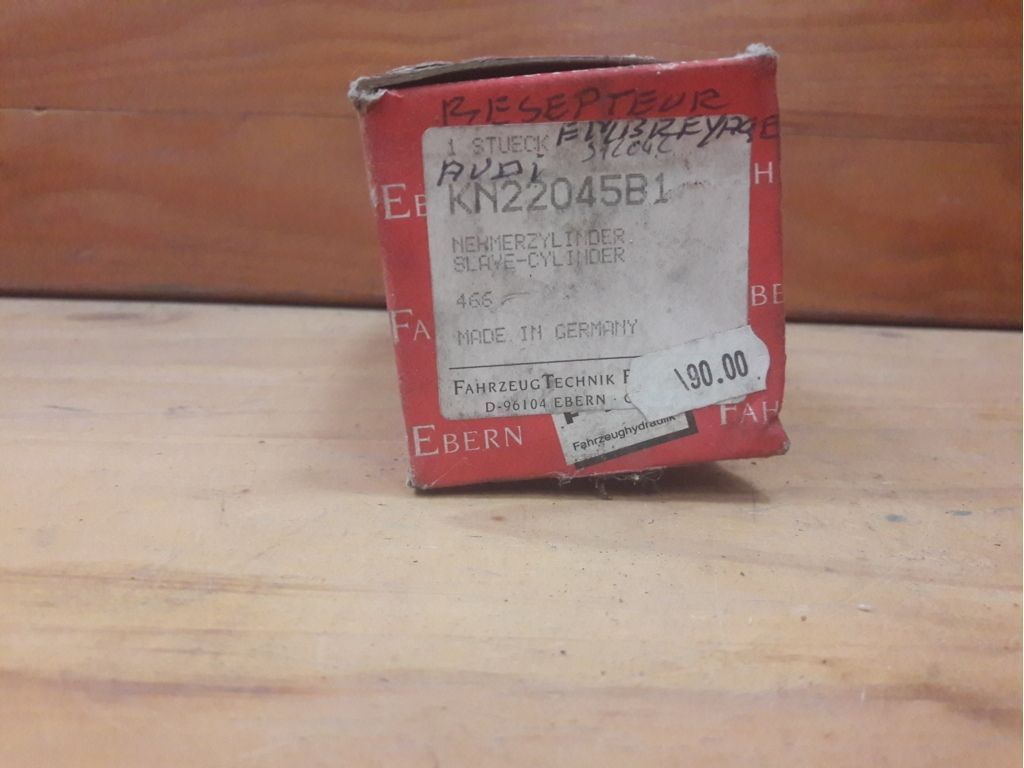 RESEPTEUR
EMBREYAGE
1 STUECK
AUDI
KN22045B1
NEHMERZYLINDER
SLAVE-CYLINDER
466
MADE IN GERMANY
FAHRZEUGTECHNIK
D-96104 EBERN ·
\90.00
Fahrzeughydraulik
EB
H
FA
BE
EBERN
FAH